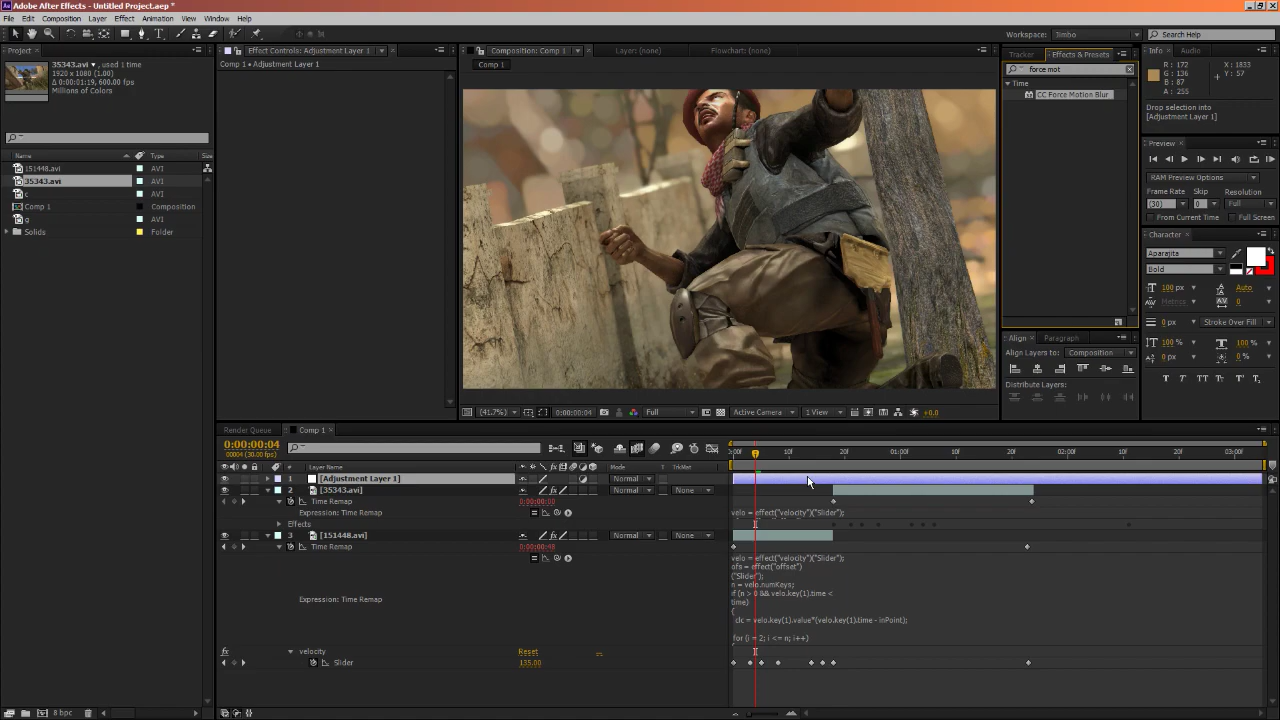 Adobe After Effects - Untitled Project.aep *
File Edit Composition Layer Effect Animation View Window Help
Workspace: Jimbo Search Help
Project
35343.avi ▾ , used 1 time
1920 x 1080 (1.00)
Δ 0:00:01:19, 600.00 fps
Millions of Colors
Name Type Size
151448.avi AVI
35343.avi AVI
c AVI
Comp 1 Composition
g AVI
Solids Folder
8 bpc
Effect Controls: Adjustment Layer 1
Comp 1 • Adjustment Layer 1
Composition: Comp 1 Layer: (none) Flowchart: (none)
Comp 1
(41.7%) 0:00:00:04 Full Active Camera 1 View +0.0
Tracker Effects & Presets
force mot
Time
CC Force Motion Blur
Info Audio
R : 172
G : 136
B : 87
A : 255
X : 1833
Y : 57
Drop selection into
[Adjustment Layer 1]
Preview
RAM Preview Options
Frame Rate Skip Resolution
(30) 0 Full
From Current Time Full Screen
Character
Aparajita
Bold
100 px Auto
Metrics 0
0 px Stroke Over Fill
100 % 100 %
0 px 0 %
T T TT Tт T' T,
Align Paragraph
Align Layers to: Composition
Distribute Layers:
Render Queue Comp 1
0:00:00:04
00004 (30.00 fps)
# Layer Name Mode T TrkMat
:00F 10F 20F 01:00F 10F 20F 02:00F 10F 20F 03:00F
1 [Adjustment Layer 1] Normal
2 [35343.avi] Normal None
Time Remap 0:00:00:00
velo = effect("velocity")("Slider");
Effects
3 [151448.avi] Normal None
Time Remap 0:00:00:48
velo = effect("velocity")("Slider");
ofs = effect("offset")
("Slider");
n = velo.numKeys;
if (n > 0 && velo.key(1).time <
time)
{
Expression: Time Remap
clc = velo.key(1).value*(velo.key(1).time - inPoint);
for (i = 2; i <= n; i++)
{
fx velocity Reset
Slider 135.00